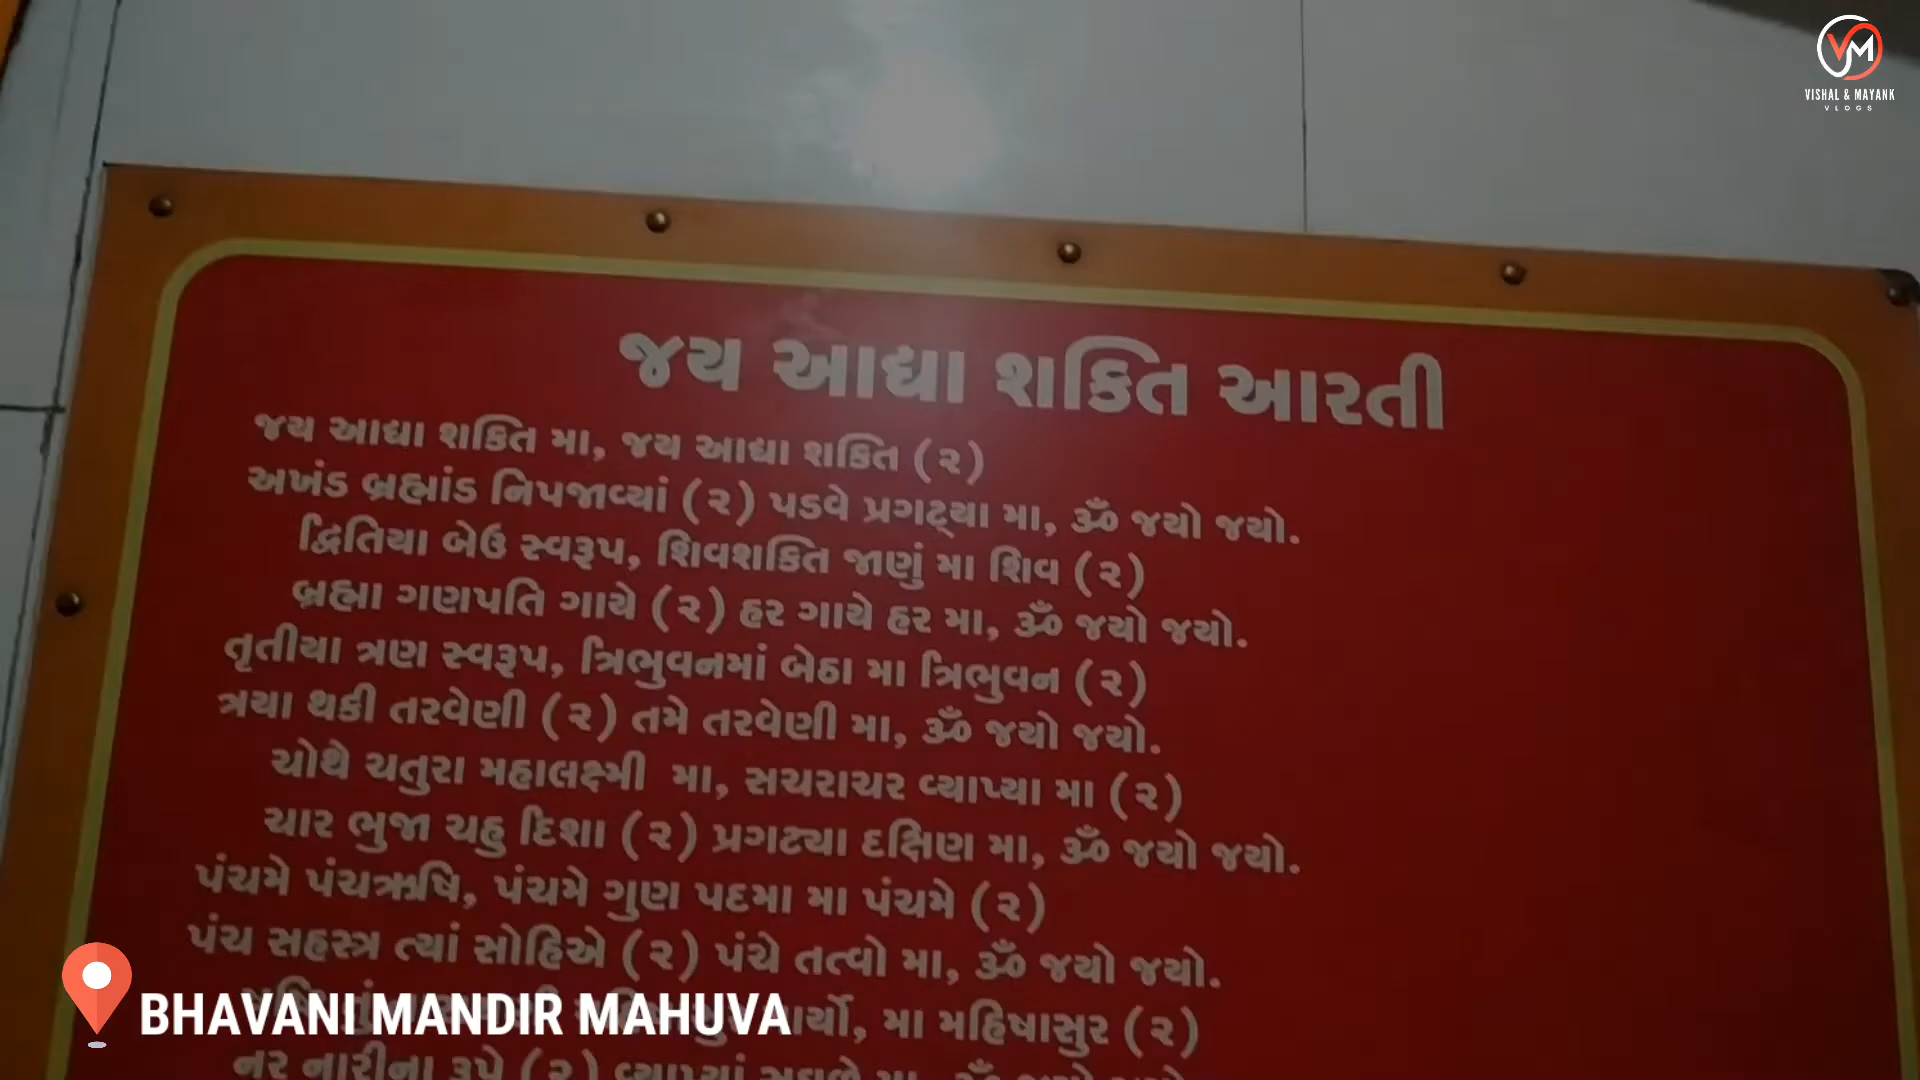 VM
VISHAL & MAYANK
VLOGS
જય આદ્યા શકિત આરતી
જય આદ્યા શકિત મા, જય આદ્યા શકિત (૨)
અખંડ બ્રહ્માંડ નિપજાવ્યાં (૨) પડવે પ્રગટ્યા મા, ૐ જયો જયો.
દ્વિતિયા બેઉ સ્વરૂપ, શિવશકિત જાણું મા શિવ (૨)
બ્રહ્મા ગણપતિ ગાયે (૨) હર ગાયે હર મા, ૐ જયો જયો.
તૃતીયા ત્રણ સ્વરૂપ, ત્રિભુવનમાં બેઠા મા ત્રિભુવન (૨)
ત્રયા થકી તરવેણી (૨) તમે તરવેણી મા, ૐ જયો જયો.
ચોથે ચતુરા મહાલક્ષ્મી મા, સચરાચર વ્યાપ્યા મા (૨)
ચાર ભુજા ચહુ દિશા (૨) પ્રગટ્યા દક્ષિણ મા, ૐ જયો જયો.
પંચમે પંચઋષિ, પંચમે ગુણ પદમા મા પંચમે (૨)
પંચ સહસ્ત્ર ત્યાં સોહિએ (૨) પંચે તત્વો મા, ૐ જયો જયો.
મા મહિષાસુર (૨)
નર નારીના રૂપે (૨) વ્યાપ્યાં
BHAVANI MANDIR MAHUVA